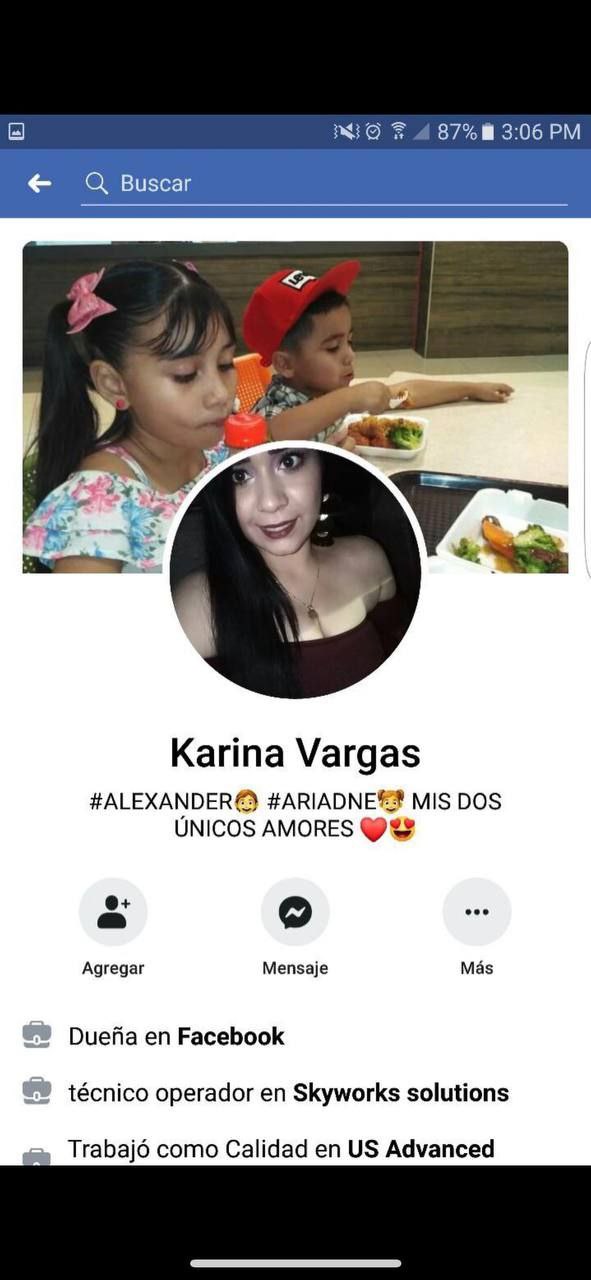 87% 3:06 PM
Buscar
Karina Vargas
#ALEXANDER👩 #ARIADNE👧 MIS DOS
ÚNICOS AMORES ❤️😍
Agregar
Mensaje
Más
Dueña en Facebook
técnico operador en Skyworks solutions
Trabajó como Calidad en US Advanced